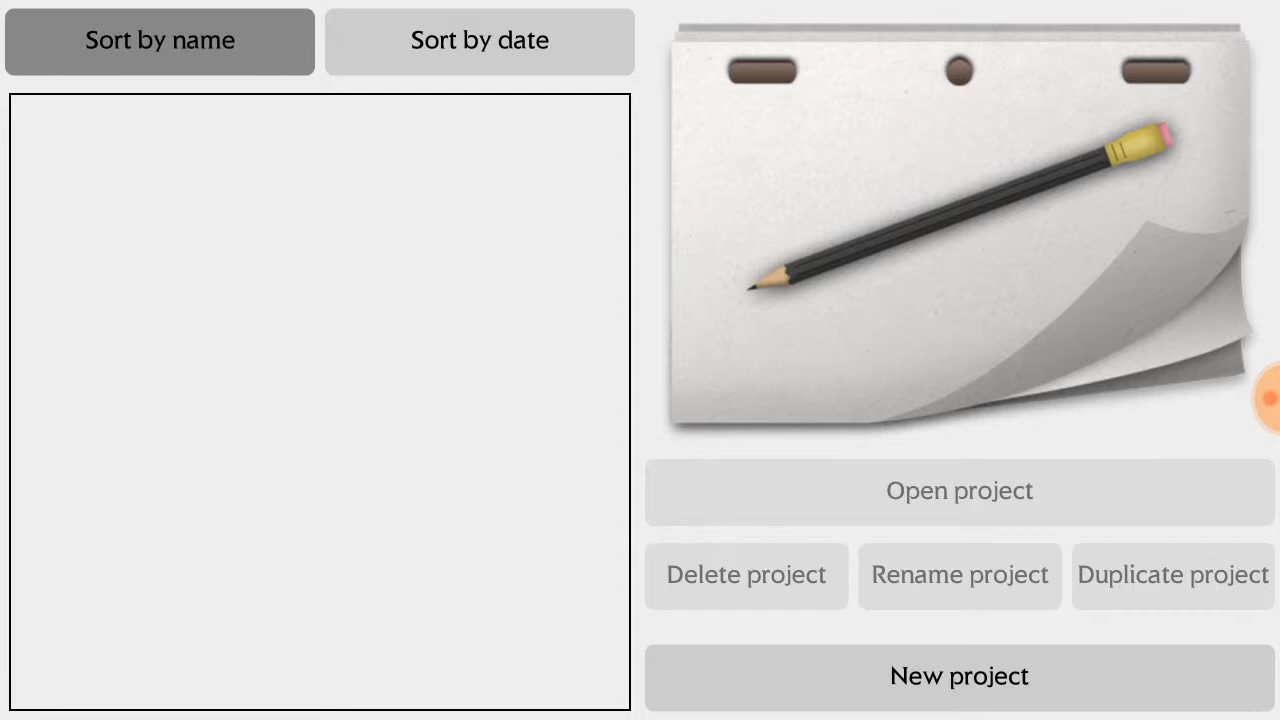 Sort by name
Sort by date
Open project
Delete project
Rename project
Duplicate project
New project